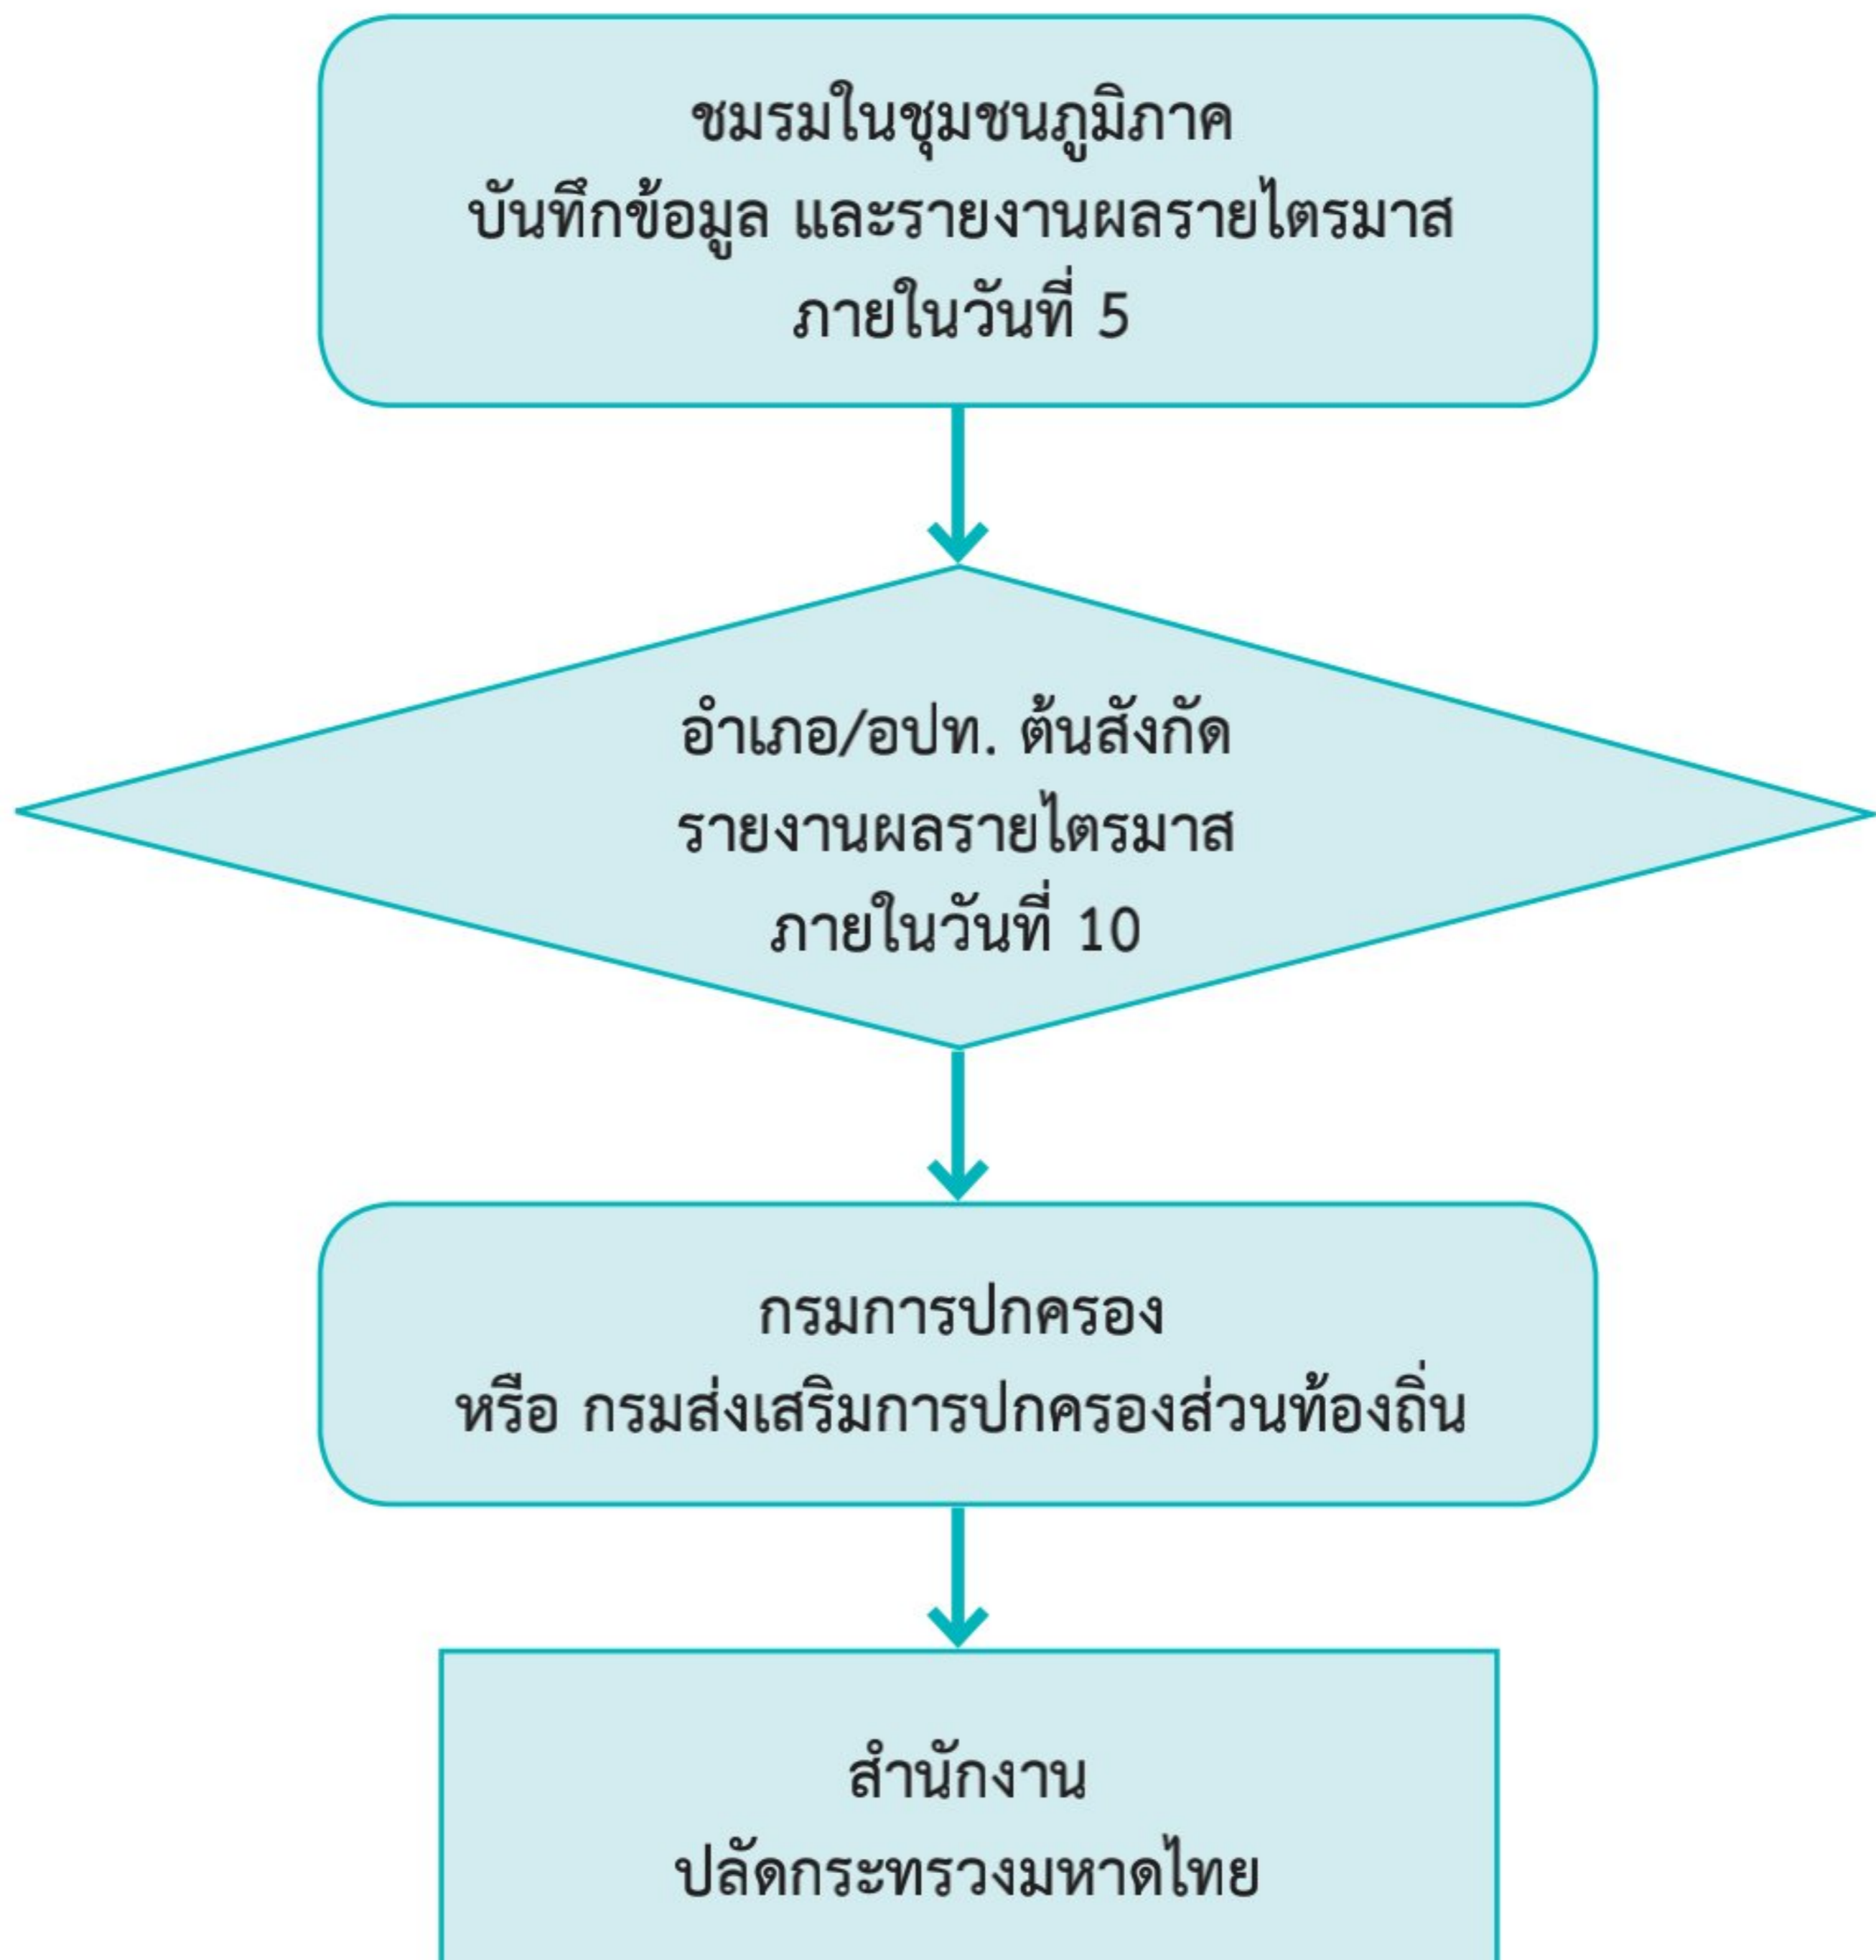 ชมรมในชุมชนภูมิภาค
บันทึกข้อมูล และรายงานผลรายไตรมาส
ภายในวันที่ 5
อำเภอ/อปท. ต้นสังกัด
รายงานผลรายไตรมาส
ภายในวันที่ 10
กรมการปกครอง
หรือ กรมส่งเสริมการปกครองส่วนท้องถิ่น
สำนักงาน
ปลัดกระทรวงมหาดไทย